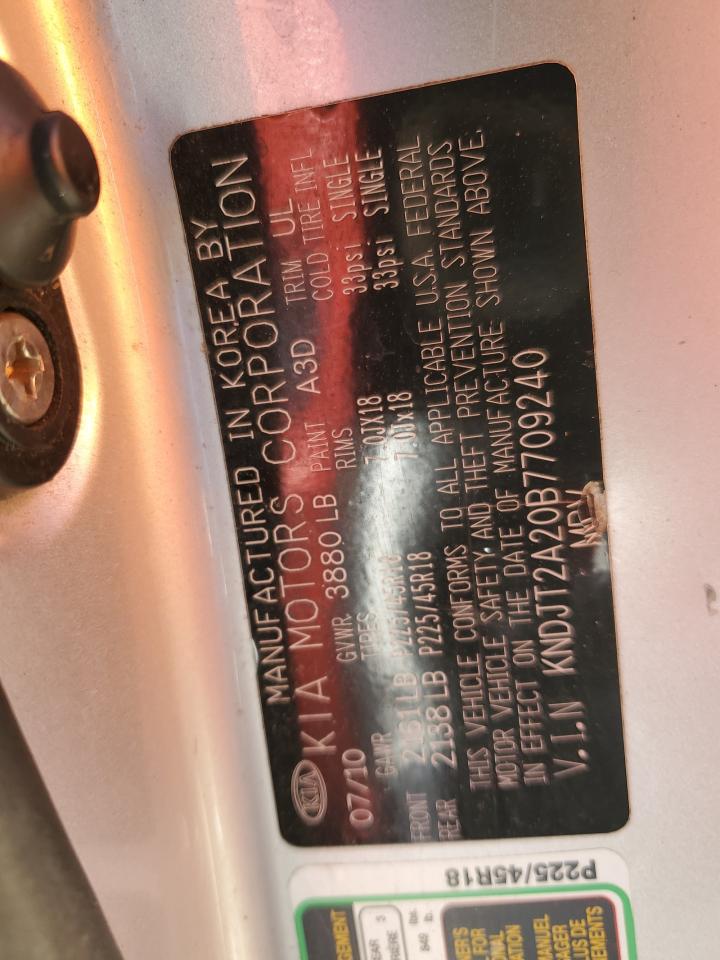 MANUFACTURED IN KOREA BY
KIA KIA MOTORS CORPORATION
07/10 GVWR 3880 LB PAINT A3D TRIM UL
GAWR TIRES RIMS COLD TIRE INFL
FRONT 2161 LB P225/45R18 7.0JX18 33psi SINGLE
REAR 2138 LB P225/45R18 7.0JX18 33psi SINGLE
THIS VEHICLE CONFORMS TO ALL APPLICABLE U.S.A. FEDERAL
MOTOR VEHICLE SAFETY AND THEFT PREVENTION STANDARDS
IN EFFECT ON THE DATE OF MANUFACTURE SHOWN ABOVE.
V.I.N KNDJT2A20B7709240
MPV
P225/45R18